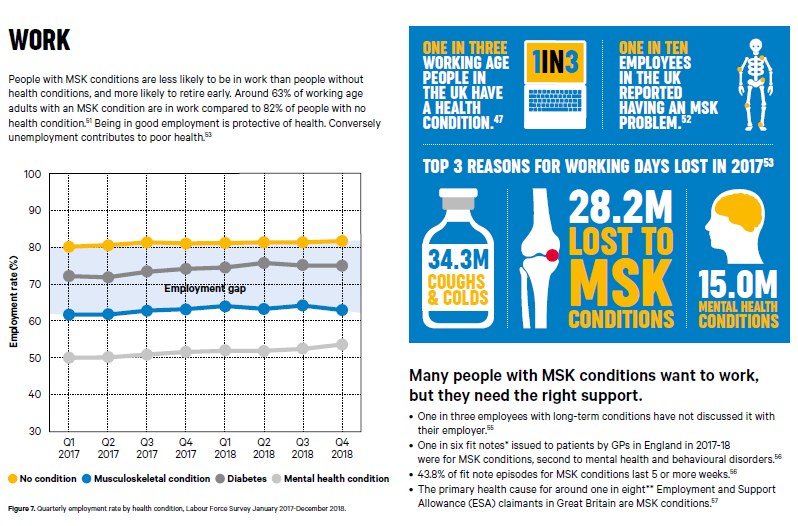 WORK
People with MSK conditions are less likely to be in work than people without
health conditions, and more likely to retire early. Around 63% of working age
adults with an MSK condition are in work compared to 82% of people with no
health condition.51 Being in good employment is protective of health. Conversely
unemployment contributes to poor health.53
Employment rate (%)
100
90
80
70
60
50
40
30
Employment gap
Q1 2017
Q2 2017
Q3 2017
Q4 2017
Q1 2018
Q2 2018
Q3 2018
Q4 2018
No condition
Musculoskeletal condition
Diabetes
Mental health condition
Figure 7. Quarterly employment rate by health condition, Labour Force Survey January 2017-December 2018.
ONE IN THREE
WORKING AGE
PEOPLE IN
THE UK HAVE
A HEALTH
CONDITION.47
1IN3
ONE IN TEN
EMPLOYEES
IN THE UK
REPORTED
HAVING AN MSK
PROBLEM.52
TOP 3 REASONS FOR WORKING DAYS LOST IN 201753
34.3M
COUGHS
& COLDS
28.2M
LOST TO
MSK
CONDITIONS
15.0M
MENTAL HEALTH
CONDITIONS
Many people with MSK conditions want to work,
but they need the right support.
• One in three employees with long-term conditions have not discussed it with
their employer.55
• One in six fit notes* issued to patients by GPs in England in 2017-18
were for MSK conditions, second to mental health and behavioural disorders.56
• 43.8% of fit note episodes for MSK conditions last 5 or more weeks.56
• The primary health cause for around one in eight** Employment and Support
Allowance (ESA) claimants in Great Britain are MSK conditions.57